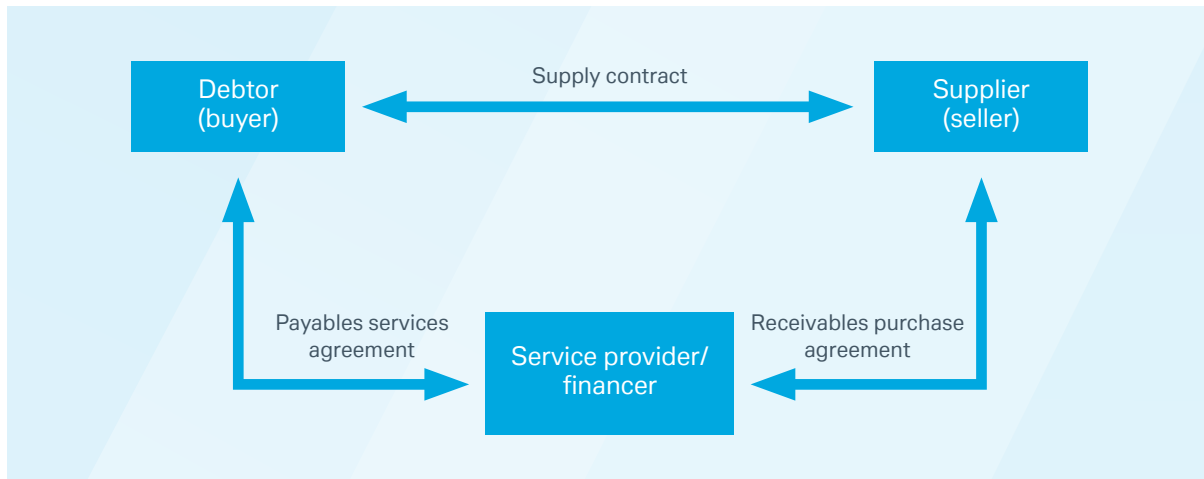 Supply contract
Debtor
(buyer)
Supplier
(seller)
Payables services
agreement
Service provider/
financer
Receivables purchase
agreement